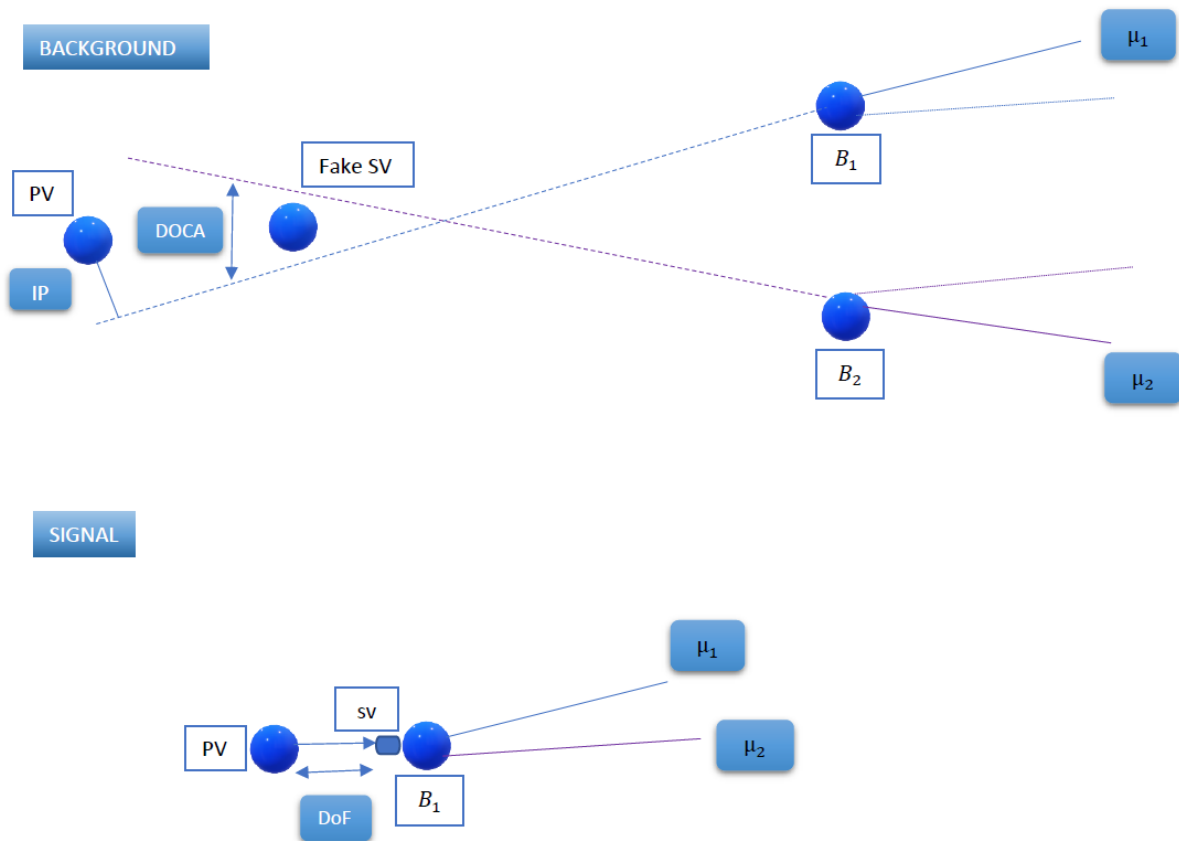 BACKGROUND
μ₁
Fake SV
B₁
PV
DOCA
IP
B₂
μ₂
SIGNAL
μ₁
sv
PV
μ₂
B₁
DoF